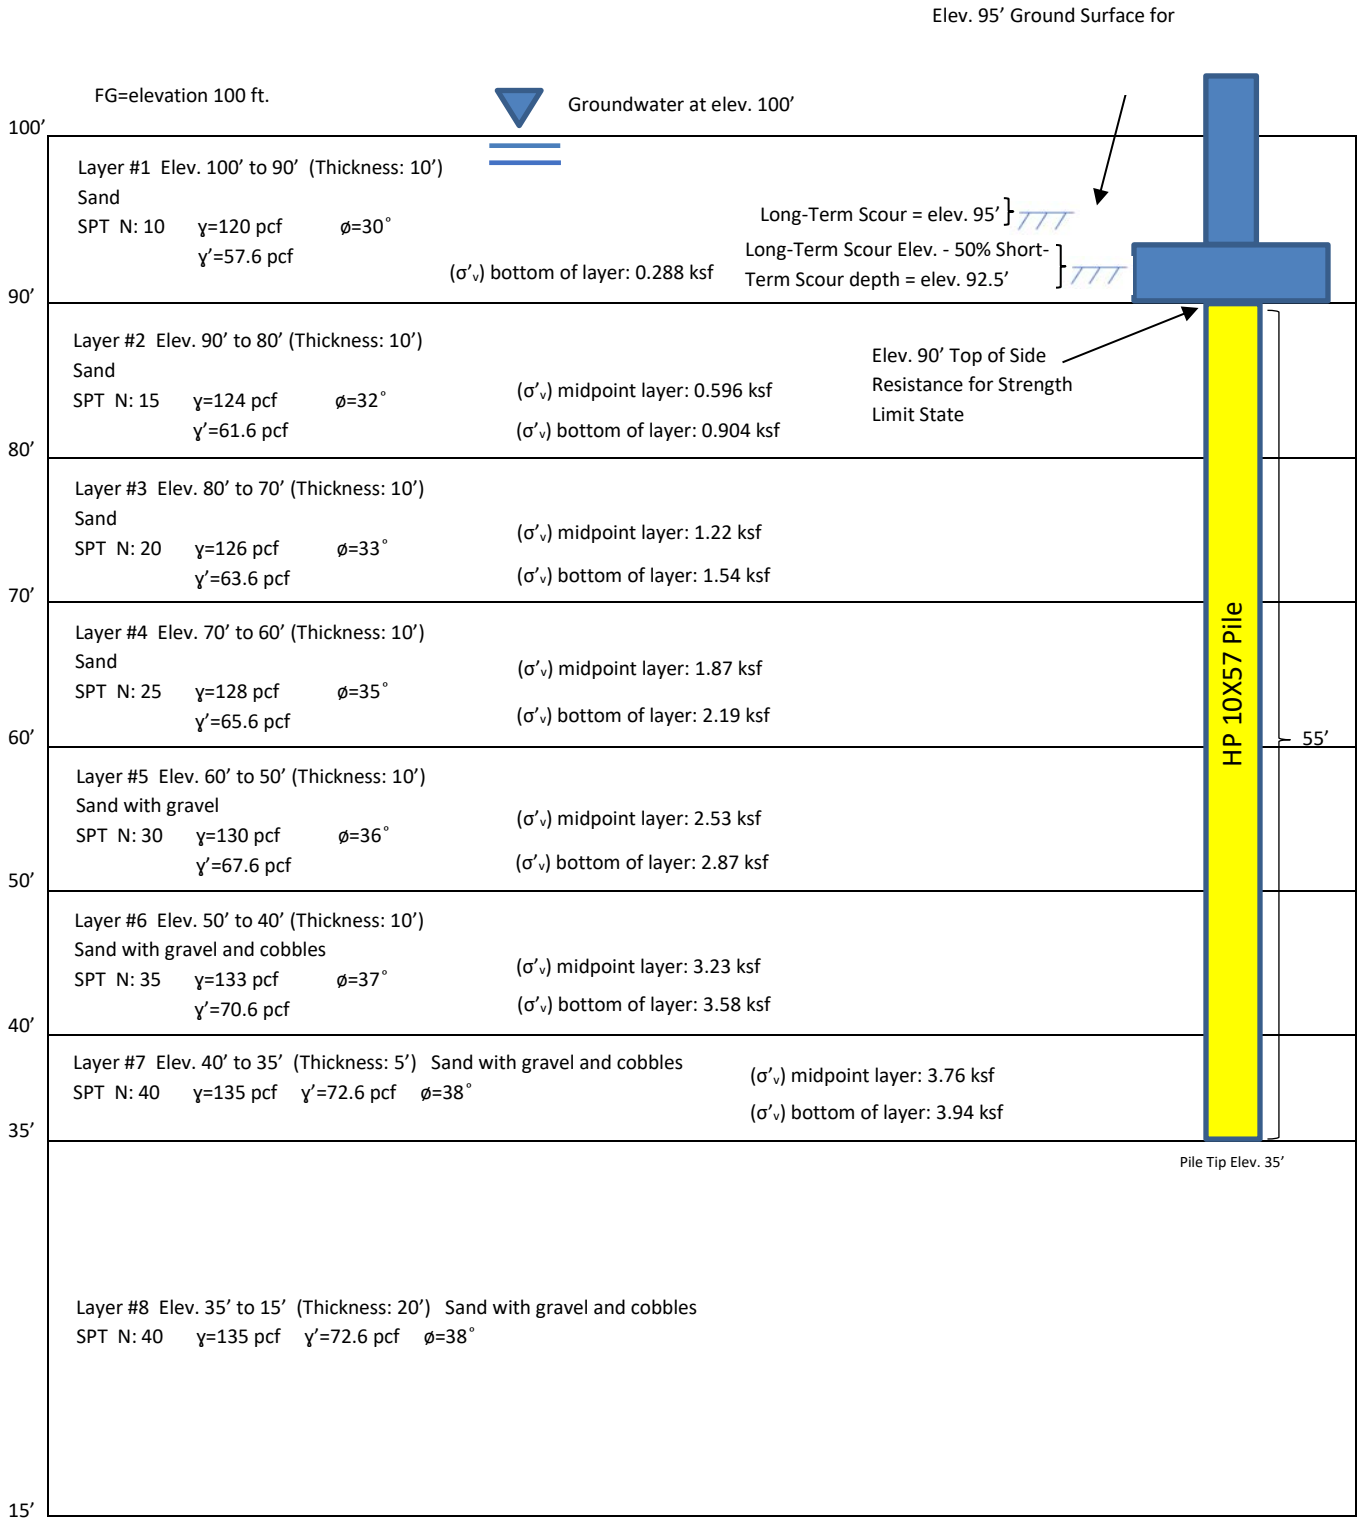 Elev. 95’ Ground Surface for
FG=elevation 100 ft.
Groundwater at elev. 100’
100’
Layer #1 Elev. 100’ to 90’ (Thickness: 10’)
Sand
SPT N: 10 γ=120 pcf ø=30˚
γ’=57.6 pcf
(σ’v) bottom of layer: 0.288 ksf
Long-Term Scour = elev. 95’
Long-Term Scour Elev. - 50% Short-
Term Scour depth = elev. 92.5’
90’
Layer #2 Elev. 90’ to 80’ (Thickness: 10’)
Sand
SPT N: 15 γ=124 pcf ø=32˚
γ’=61.6 pcf
(σ’v) midpoint layer: 0.596 ksf
(σ’v) bottom of layer: 0.904 ksf
Elev. 90’ Top of Side
Resistance for Strength
Limit State
80’
Layer #3 Elev. 80’ to 70’ (Thickness: 10’)
Sand
SPT N: 20 γ=126 pcf ø=33˚
γ’=63.6 pcf
(σ’v) midpoint layer: 1.22 ksf
(σ’v) bottom of layer: 1.54 ksf
70’
Layer #4 Elev. 70’ to 60’ (Thickness: 10’)
Sand
SPT N: 25 γ=128 pcf ø=35˚
γ’=65.6 pcf
(σ’v) midpoint layer: 1.87 ksf
(σ’v) bottom of layer: 2.19 ksf
HP 10X57 Pile
55’
60’
Layer #5 Elev. 60’ to 50’ (Thickness: 10’)
Sand with gravel
SPT N: 30 γ=130 pcf ø=36˚
γ’=67.6 pcf
(σ’v) midpoint layer: 2.53 ksf
(σ’v) bottom of layer: 2.87 ksf
50’
Layer #6 Elev. 50’ to 40’ (Thickness: 10’)
Sand with gravel and cobbles
SPT N: 35 γ=133 pcf ø=37˚
γ’=70.6 pcf
(σ’v) midpoint layer: 3.23 ksf
(σ’v) bottom of layer: 3.58 ksf
40’
Layer #7 Elev. 40’ to 35’ (Thickness: 5’) Sand with gravel and cobbles
SPT N: 40 γ=135 pcf γ’=72.6 pcf ø=38˚
(σ’v) midpoint layer: 3.76 ksf
(σ’v) bottom of layer: 3.94 ksf
35’
Pile Tip Elev. 35’
Layer #8 Elev. 35’ to 15’ (Thickness: 20’) Sand with gravel and cobbles
SPT N: 40 γ=135 pcf γ’=72.6 pcf ø=38˚
15’